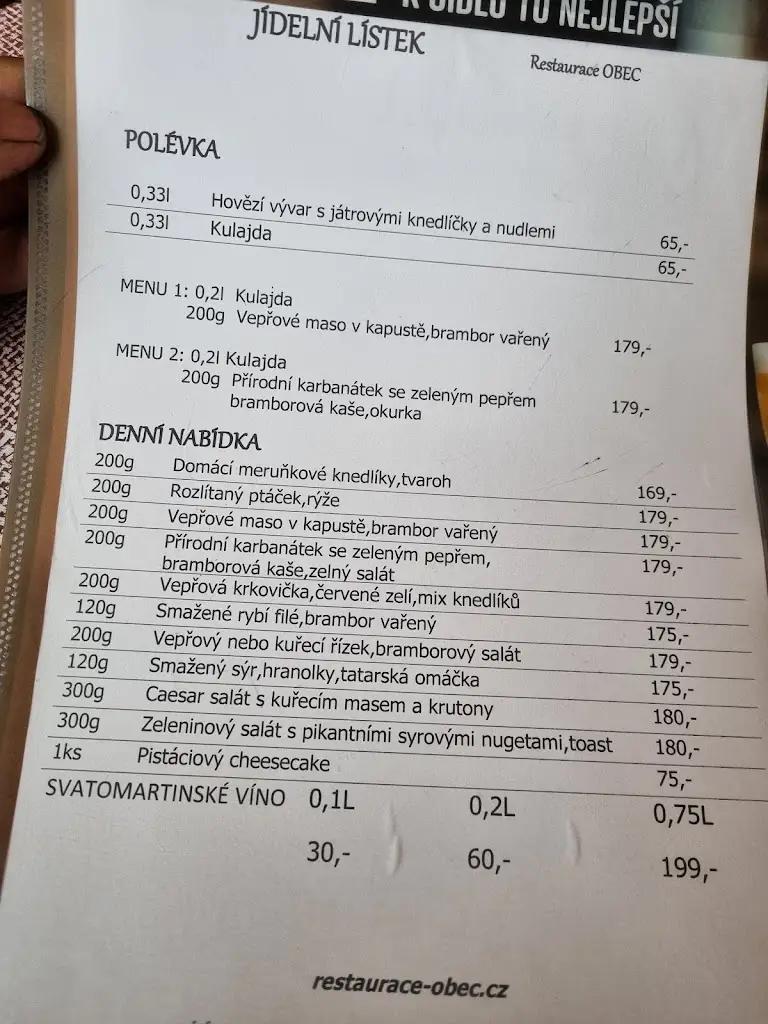 K JÍDLU TO NEJLEPŠÍ
JÍDELNÍ LÍSTEK
Restaurace OBEC
POLÉVKA
0,33l Hovězí vývar s játrovými knedlíčky a nudlemi 65,-
0,33l Kulajda 65,-
MENU 1: 0,2l Kulajda
200g Vepřové maso v kapustě,brambor vařený 179,-
MENU 2: 0,2l Kulajda
200g Přírodní karbanátek se zeleným pepřem
bramborová kaše,okurka 179,-
DENNÍ NABÍDKA
200g Domácí meruňkové knedlíky,tvaroh 169,-
200g Rozlítaný ptáček,rýže 179,-
200g Vepřové maso v kapustě,brambor vařený 179,-
200g Přírodní karbanátek se zeleným pepřem, 179,-
bramborová kaše,zelný salát
200g Vepřová krkovička,červené zelí,mix knedlíků 179,-
120g Smažené rybí filé,brambor vařený 175,-
200g Vepřový nebo kuřecí řízek,bramborový salát 179,-
120g Smažený sýr,hranolky,tatarská omáčka 175,-
300g Caesar salát s kuřecím masem a krutony 180,-
300g Zeleninový salát s pikantními syrovými nugetami,toast 180,-
1ks Pistáciový cheesecake 75,-
SVATOMARTINSKÉ VÍNO 0,1L 0,2L 0,75L
30,- 60,- 199,-
restaurace-obec.cz